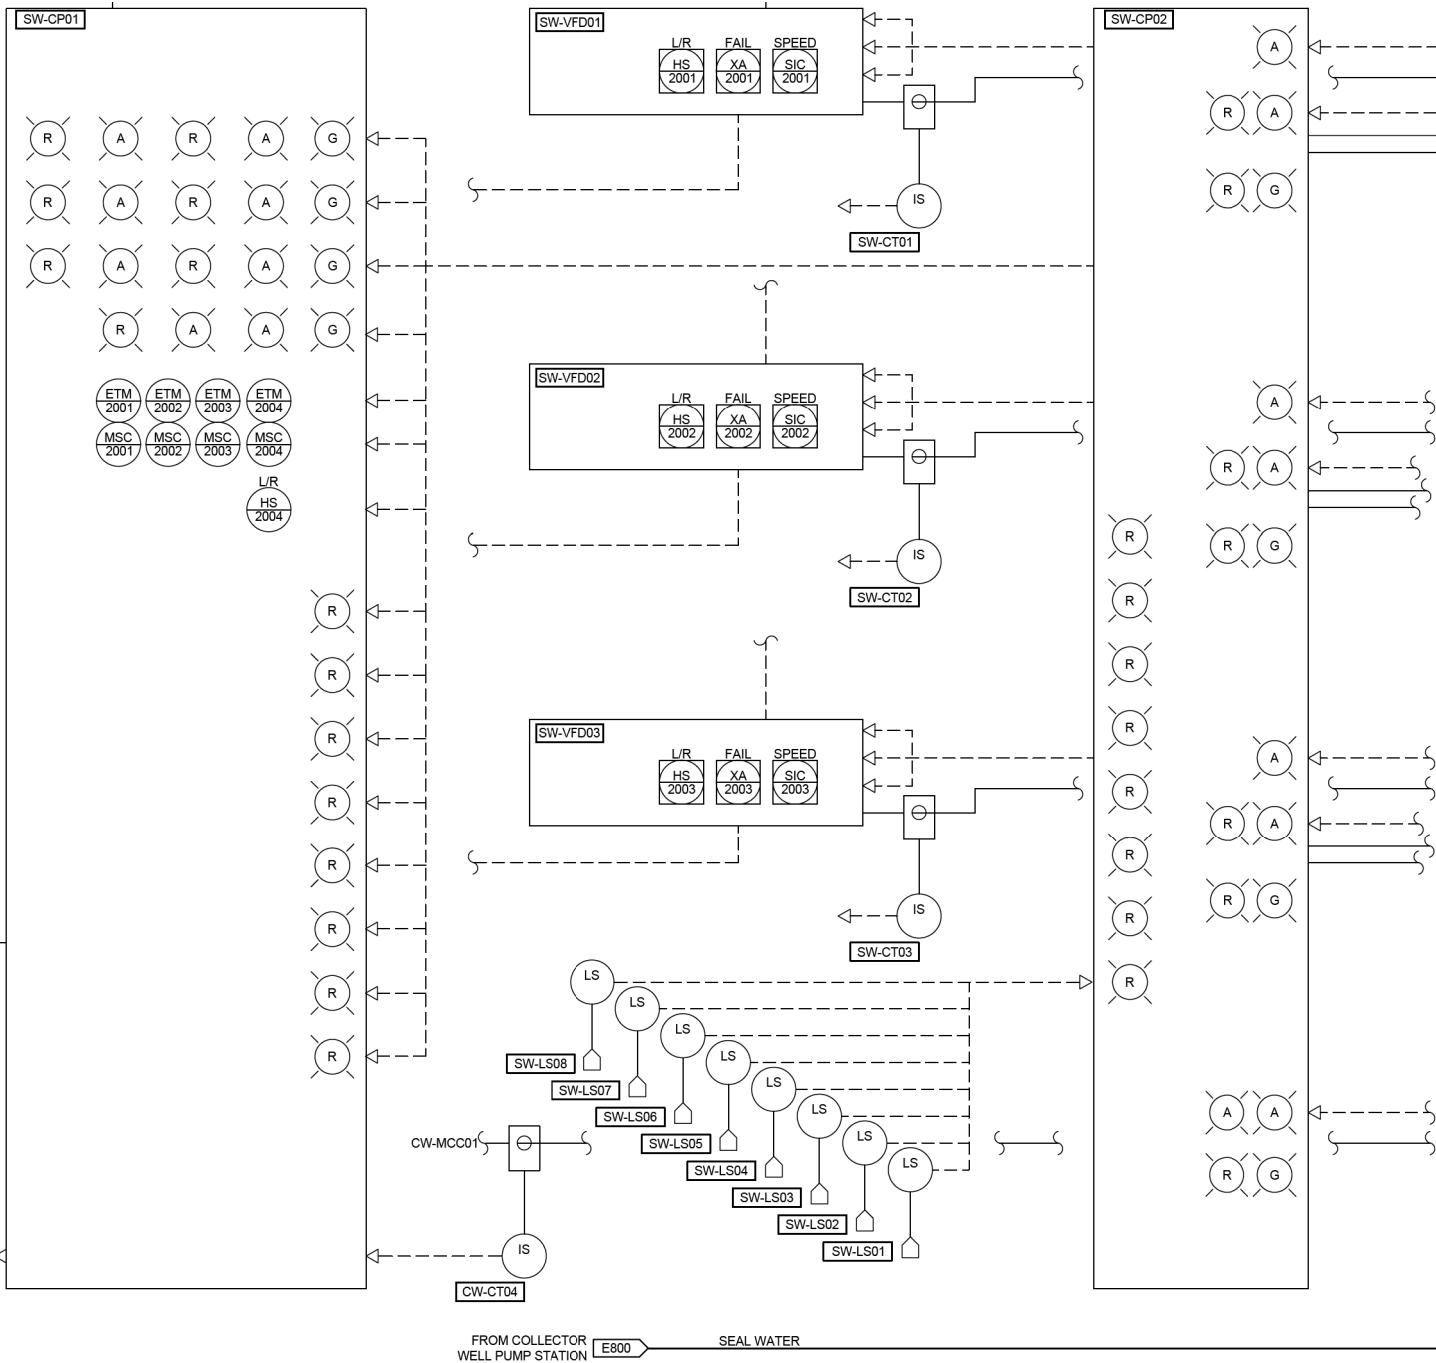 SW-CP01
R A R A G
R A R A G
R A R A G
R A A G
ETM 2001
ETM 2002
ETM 2003
ETM 2004
MSC 2001
MSC 2002
MSC 2003
MSC 2004
L/R
HS 2004
R
R
R
R
R
R
R
R
SW-VFD01
L/R
HS 2001
FAIL
XA 2001
SPEED
SIC 2001
IS
SW-CT01
SW-VFD02
L/R
HS 2002
FAIL
XA 2002
SPEED
SIC 2002
IS
SW-CT02
SW-VFD03
L/R
HS 2003
FAIL
XA 2003
SPEED
SIC 2003
IS
SW-CT03
LS
SW-LS08
LS
SW-LS07
LS
SW-LS06
LS
SW-LS05
LS
SW-LS04
LS
SW-LS03
LS
SW-LS02
LS
SW-LS01
CW-MCC01
IS
CW-CT04
SW-CP02
A
R A
R G
A
R A
R G
R
R
R
R
R
R
R
R
A
R A
R G
A A
R G
FROM COLLECTOR
WELL PUMP STATION
E800
SEAL WATER